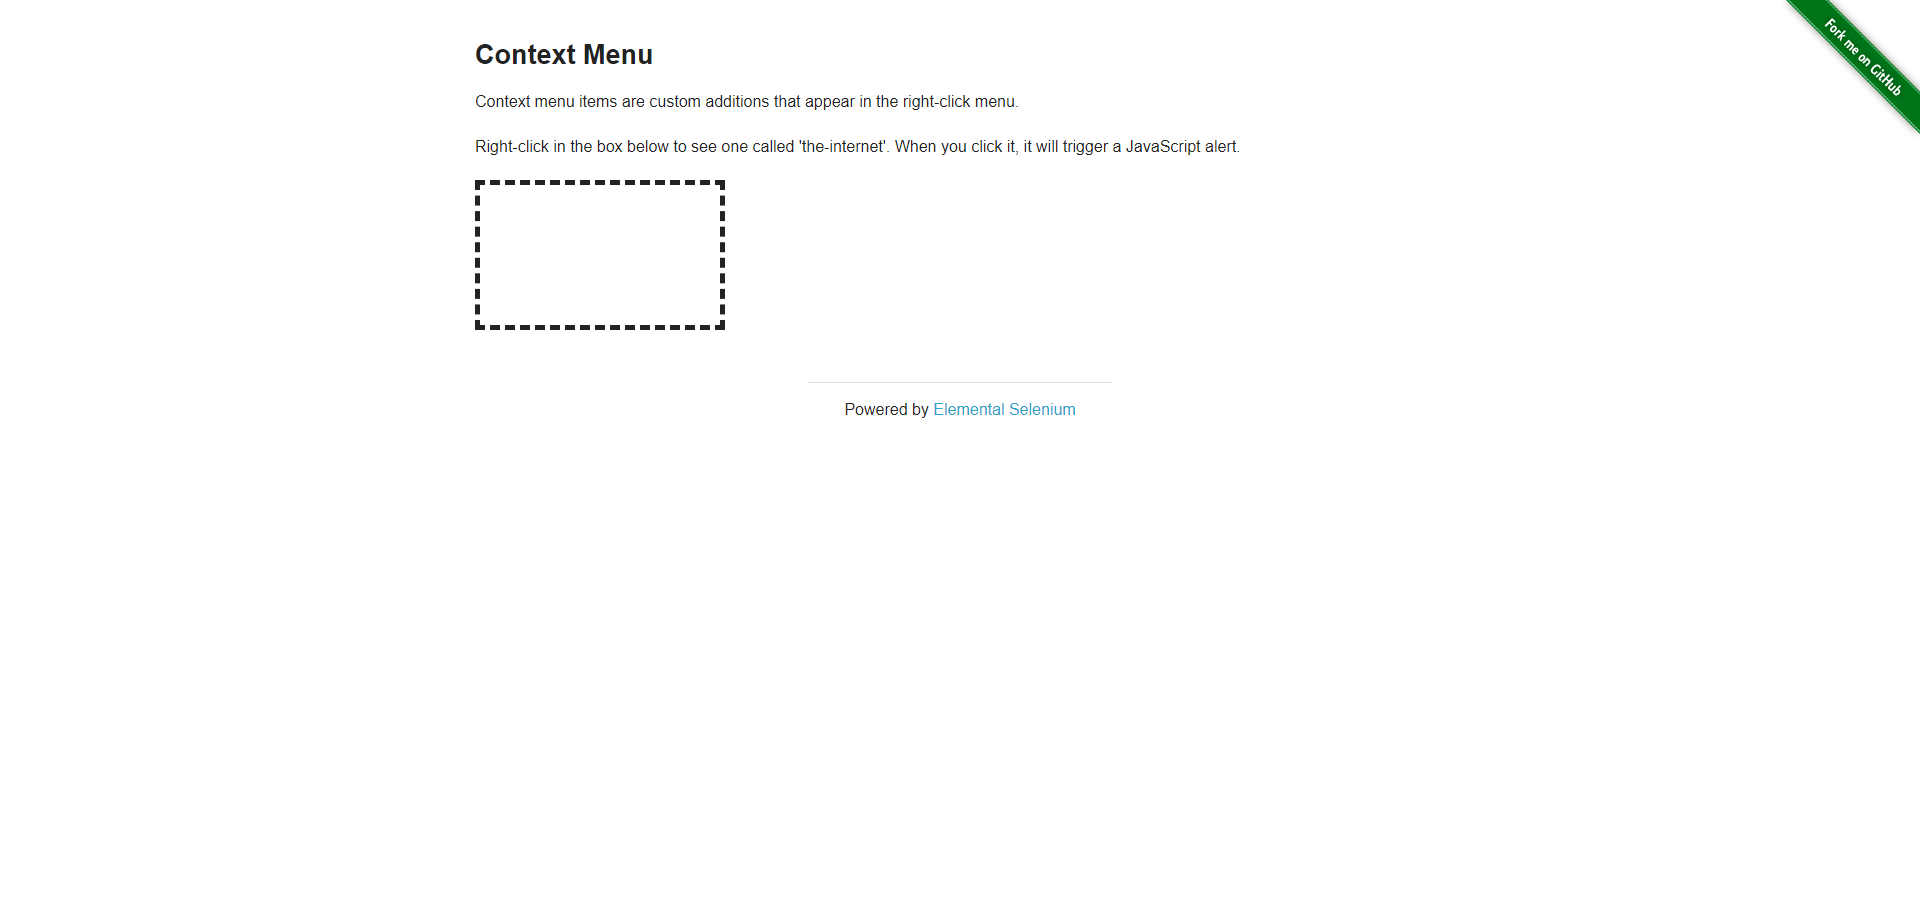 Fork me on GitHub
Context Menu
Context menu items are custom additions that appear in the right-click menu.
Right-click in the box below to see one called 'the-internet'. When you click it, it will trigger a JavaScript alert.
Powered by Elemental Selenium